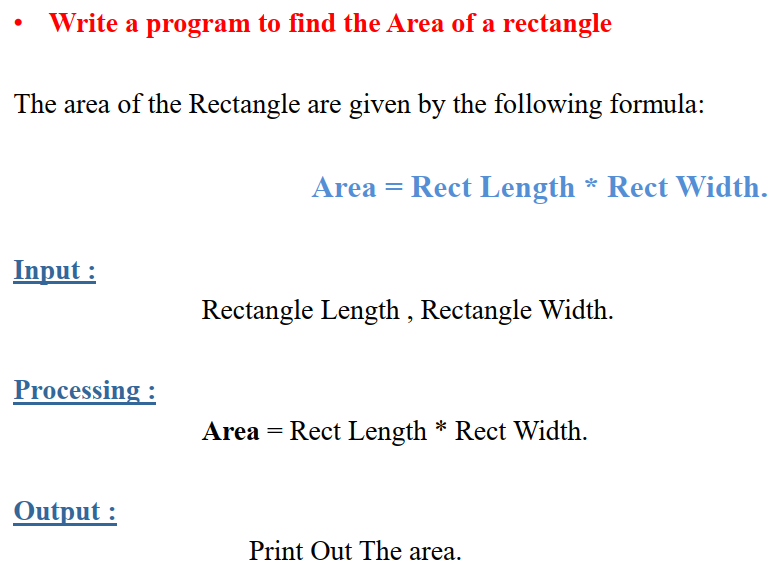 • Write a program to find the Area of a rectangle
The area of the Rectangle are given by the following formula:
Area = Rect Length * Rect Width.
Input :
Rectangle Length , Rectangle Width.
Processing :
Area = Rect Length * Rect Width.
Output :
Print Out The area.